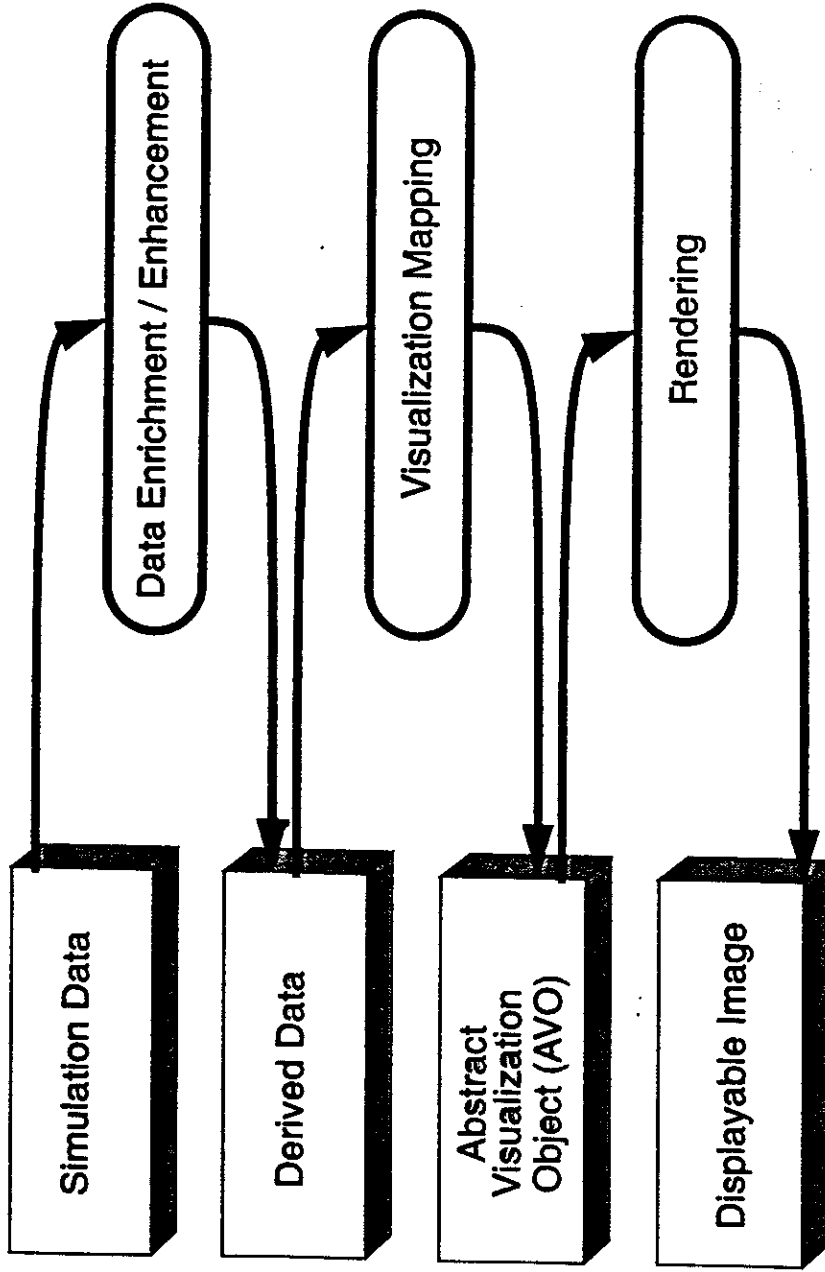 Simulation Data
Data Enrichment / Enhancement
Derived Data
Visualization Mapping
Abstract
Visualization
Object (AVO)
Rendering
Displayable Image